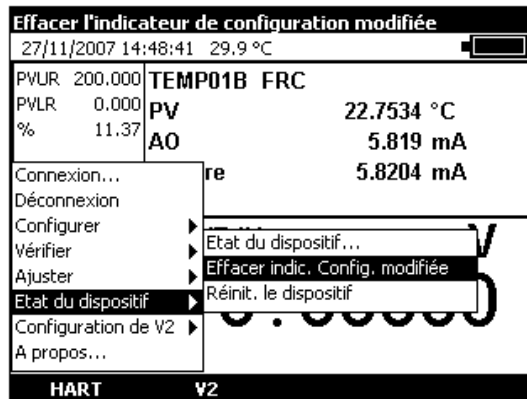 Effacer l'indicateur de configuration modifiée
27/11/2007 14:48:41 29.9 °C
PVUR 200.000
PVLR 0.000
% 11.37
TEMP01B FRC
PV 22.7534 °C
AO 5.819 mA
re 5.8204 mA
Connexion...
Déconnexion
Configurer
Vérifier
Ajuster
Etat du dispositif
Configuration de V2
A propos...
Etat du dispositif...
Effacer indic. Config. modifiée
Réinit. le dispositif
V
HART V2